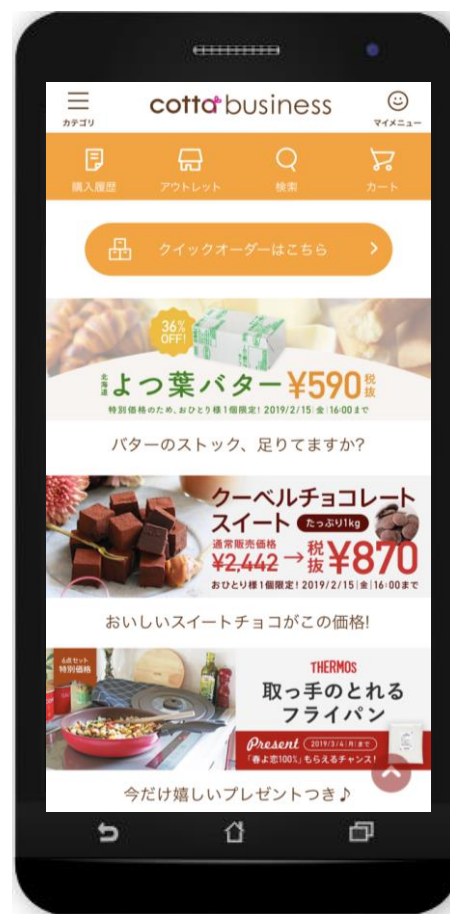 cotta business
カテゴリ
マイメニュー
購入履歴
アウトレット
検索
カート
クイックオーダーはこちら
36%
OFF!
北海道
よつ葉バター ¥590 税抜
特別価格のため、おひとり様1個限定! 2019/2/15|金|16:00まで
バターのストック、足りてますか?
クーベルチョコレート
スイート たっぷり1kg
通常販売価格
¥2,442 → 税抜 ¥870
おひとり様1個限定! 2019/2/15|金|16:00まで
おいしいスイートチョコがこの価格!
6点セット
特別価格
THERMOS
取っ手のとれる
フライパン
Present (2019/3/4|月|まで)
「春よ恋100%」もらえるチャンス!
今だけ嬉しいプレゼントつき♪